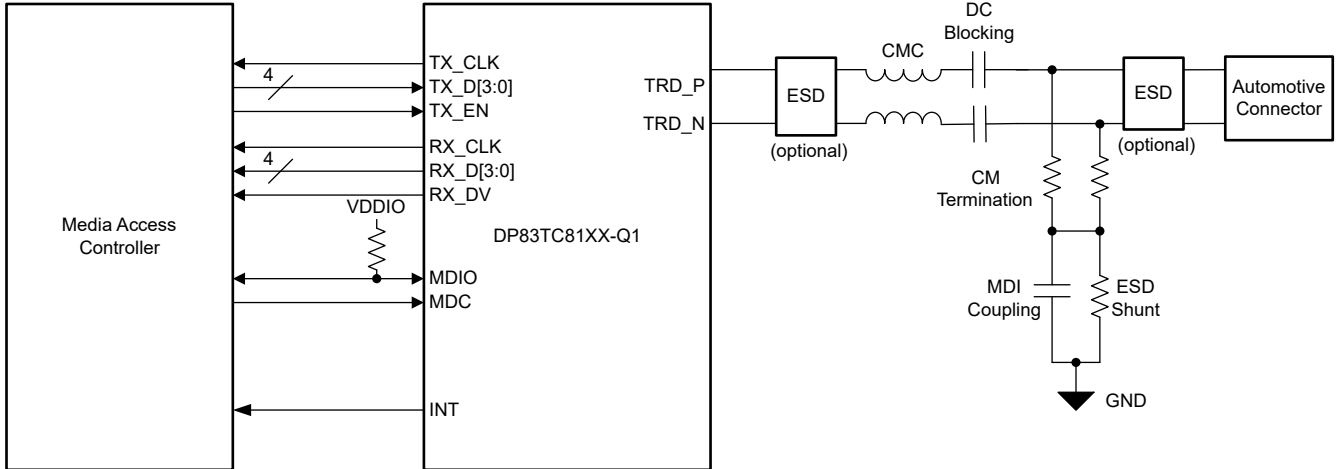 Media Access
Controller
4
4
VDDIO
TX_CLK
TX_D[3:0]
TX_EN
RX_CLK
RX_D[3:0]
RX_DV
MDIO
MDC
INT
DP83TC81XX-Q1
TRD_P
TRD_N
ESD
(optional)
CMC
DC
Blocking
CM
Termination
MDI
Coupling
ESD
Shunt
GND
ESD
(optional)
Automotive
Connector